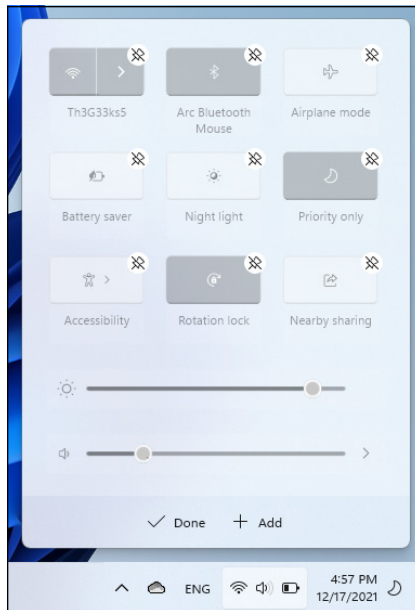 Th3G33ks5
Arc Bluetooth
Mouse
Airplane mode
Battery saver
Night light
Priority only
Accessibility
Rotation lock
Nearby sharing
Done
Add
ENG
4:57 PM
12/17/2021